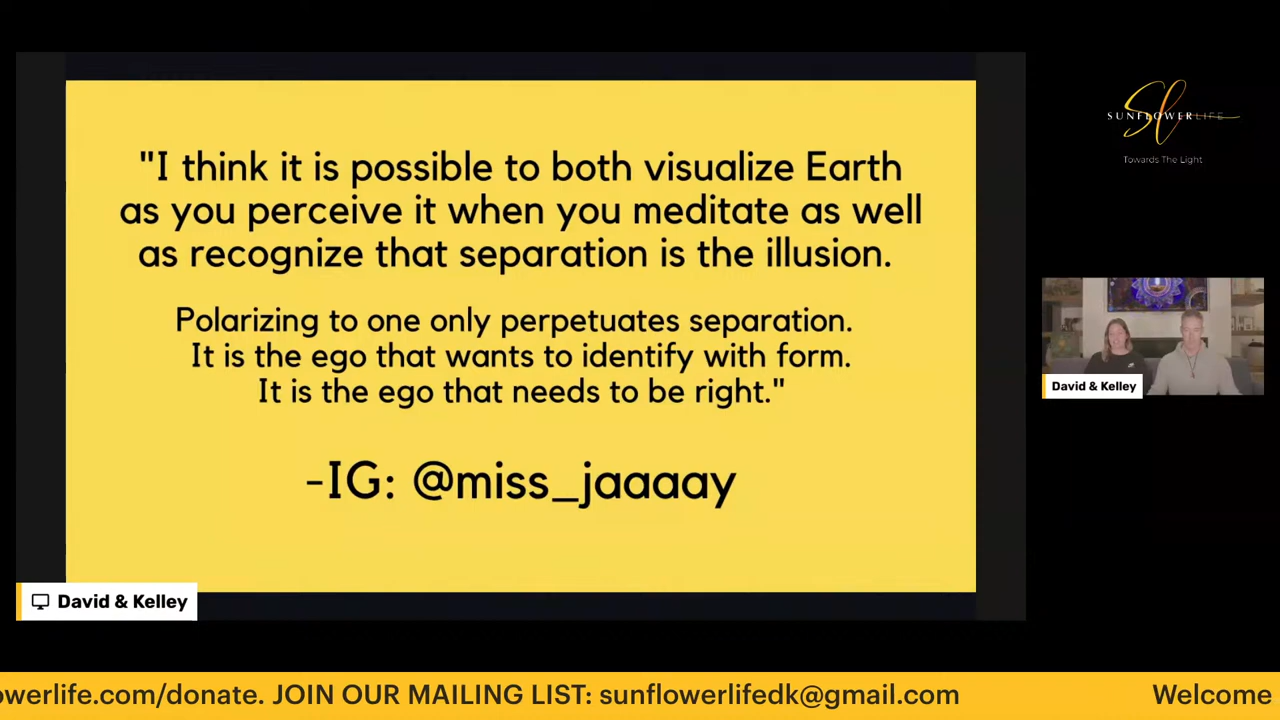 "I think it is possible to both visualize Earth
as you perceive it when you meditate as well
as recognize that separation is the illusion.
Polarizing to one only perpetuates separation.
It is the ego that wants to identify with form.
It is the ego that needs to be right."
-IG: @miss_jaaaay
David & Kelley
SUNFLOWERLIFE
Towards The Light
David & Kelley
owerlife.com/donate. JOIN OUR MAILING LIST: sunflowerlifedk@gmail.com Welcome